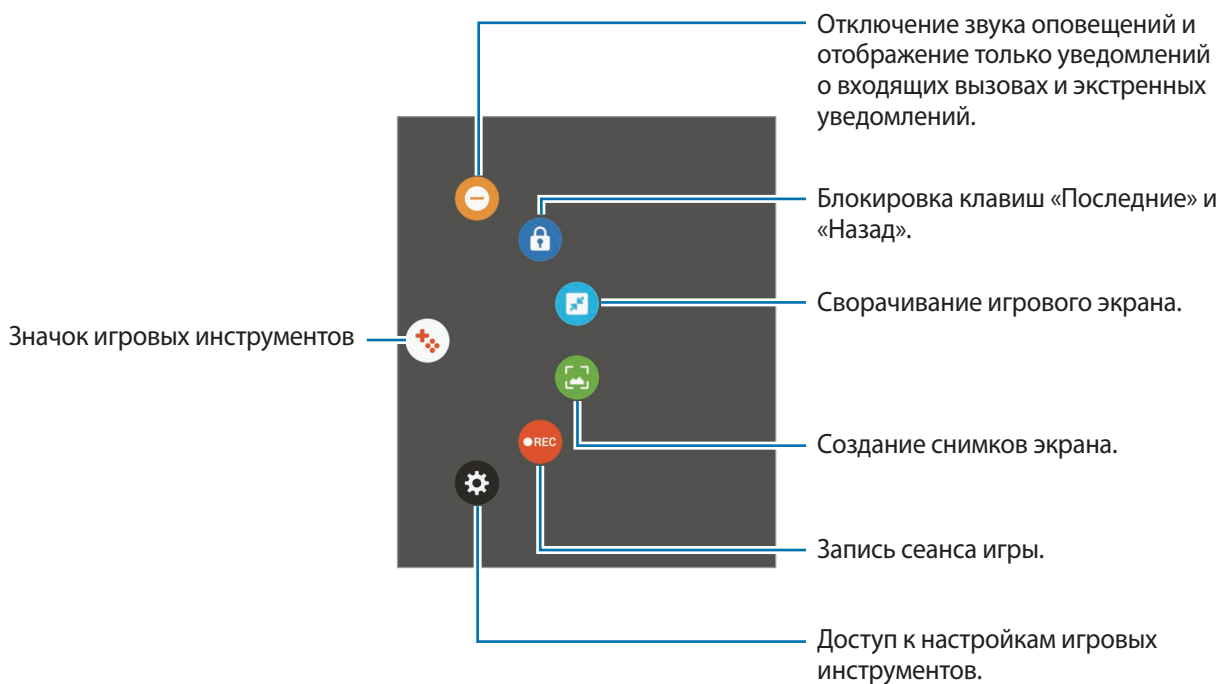 Отключение звука оповещений и
отображение только уведомлений
о входящих вызовах и экстренных
уведомлений.
Блокировка клавиш «Последние» и
«Назад».
Сворачивание игрового экрана.
Значок игровых инструментов
Создание снимков экрана.
REC
Запись сеанса игры.
Доступ к настройкам игровых
инструментов.